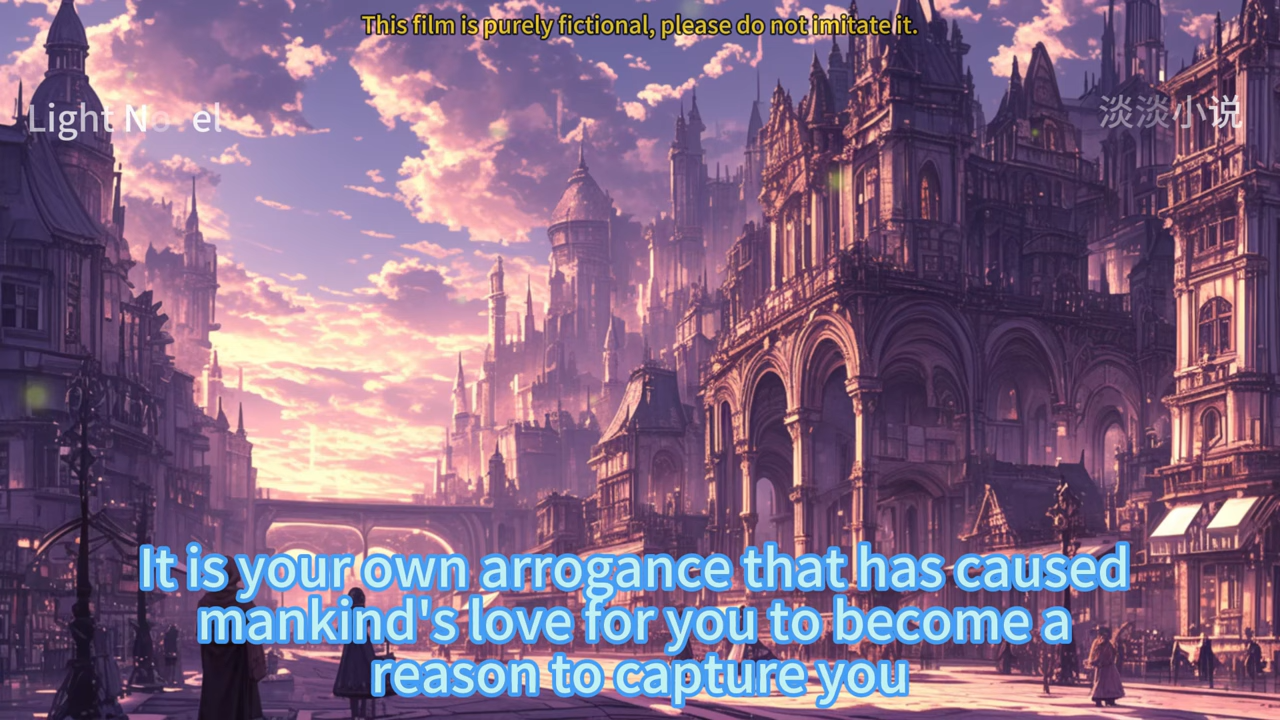 This film is purely fictional, please do not imitate it.
Light No el
淡淡小说
It is your own arrogance that has caused
mankind's love for you to become a
reason to capture you